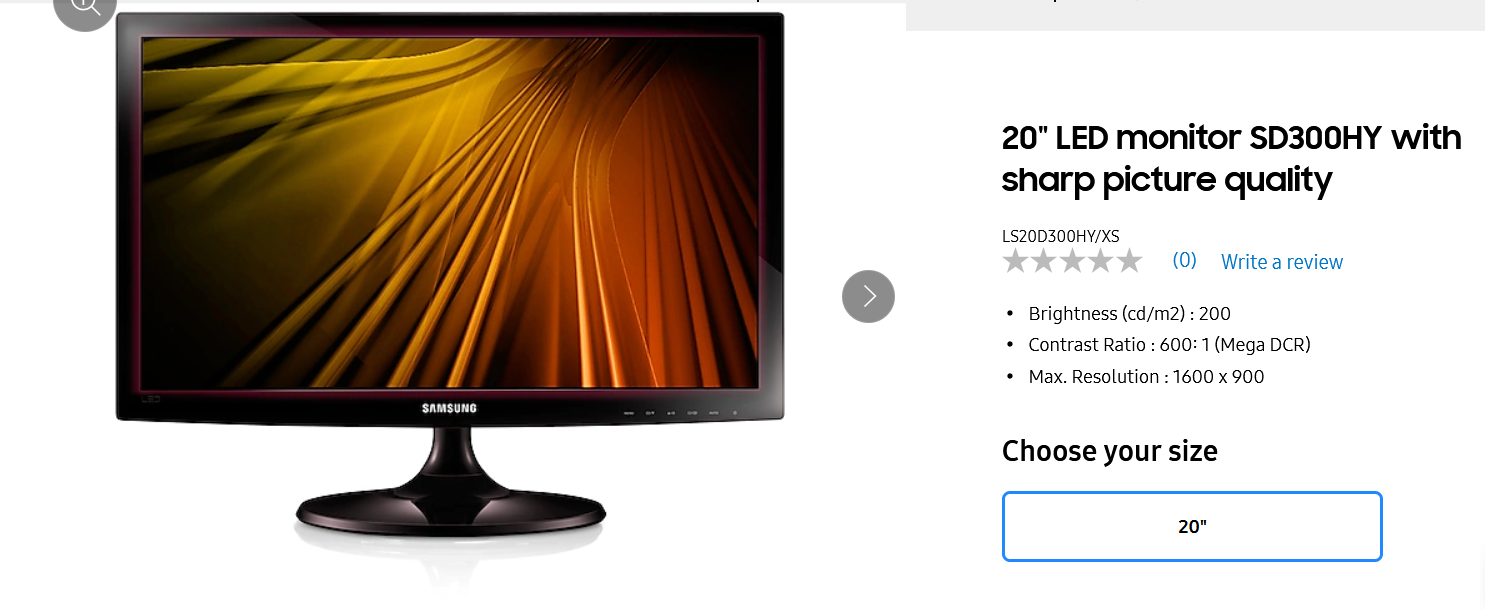 LED
SAMSUNG
20" LED monitor SD300HY with
sharp picture quality
LS20D300HY/XS
(0) Write a review
• Brightness (cd/m2) : 200
• Contrast Ratio : 600: 1 (Mega DCR)
• Max. Resolution : 1600 x 900
Choose your size
20"